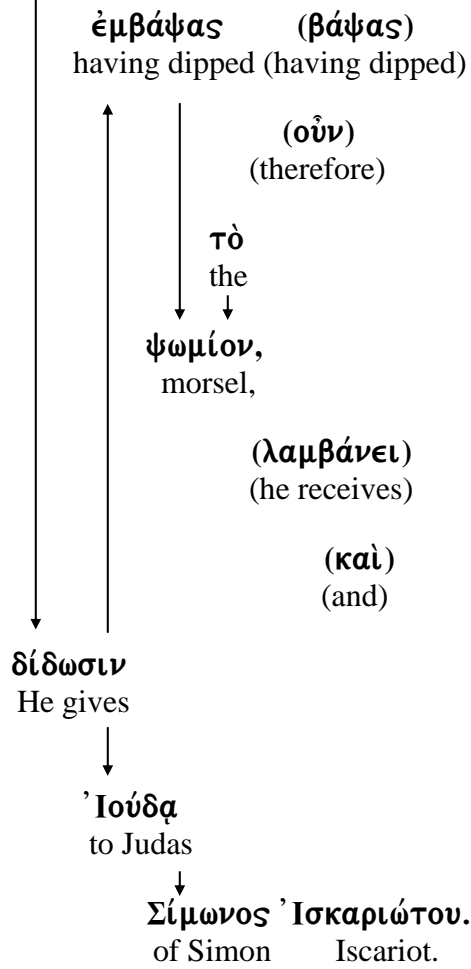 ἐμβάψας (βάψας)
having dipped (having dipped)
(οὖν)
(therefore)
τὸ
the
ψωμίον,
morsel,
(λαμβάνει)
(he receives)
(καὶ)
(and)
δίδωσιν
He gives
Ἰούδᾳ
to Judas
Σίμωνος Ἰσκαριώτου.
of Simon Iscariot.